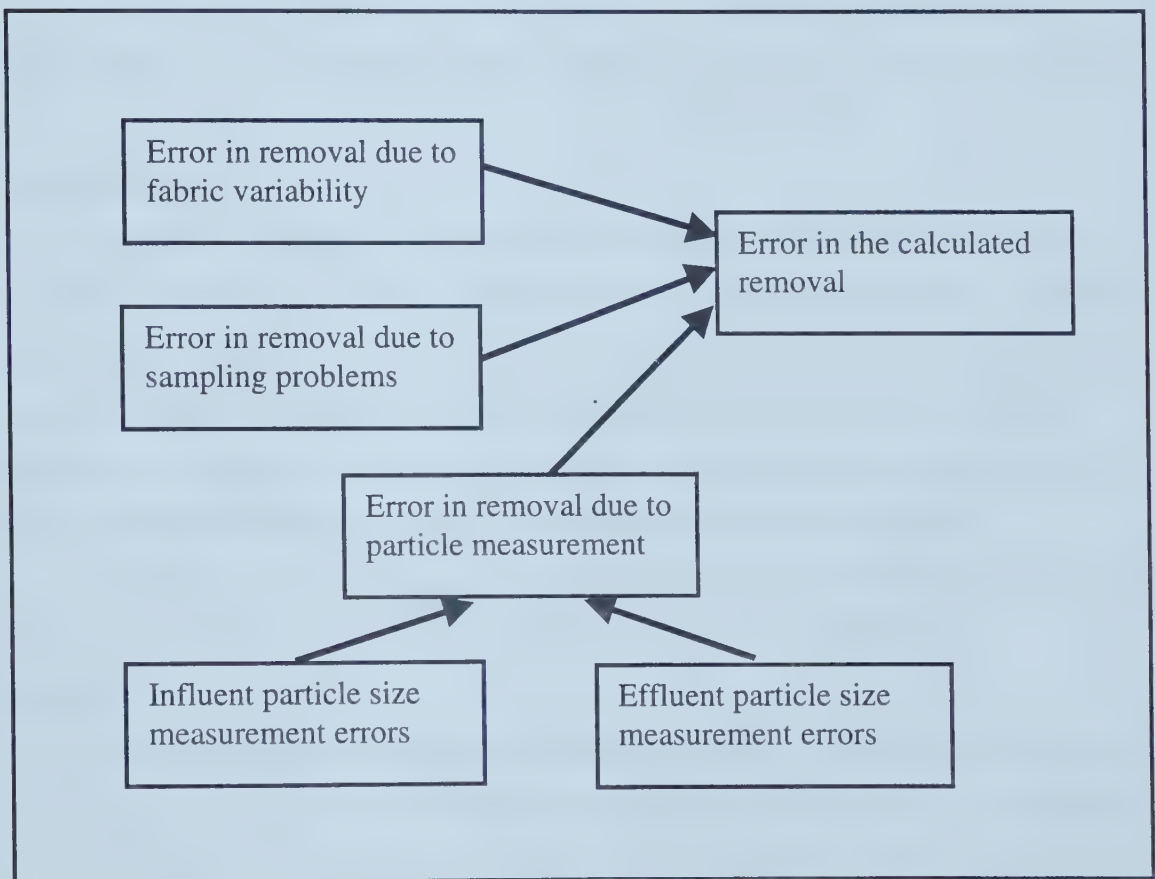 Error in removal due to
fabric variability
Error in the calculated
removal
Error in removal due to
sampling problems
Error in removal due to
particle measurement
Influent particle size
measurement errors
Effluent particle size
measurement errors